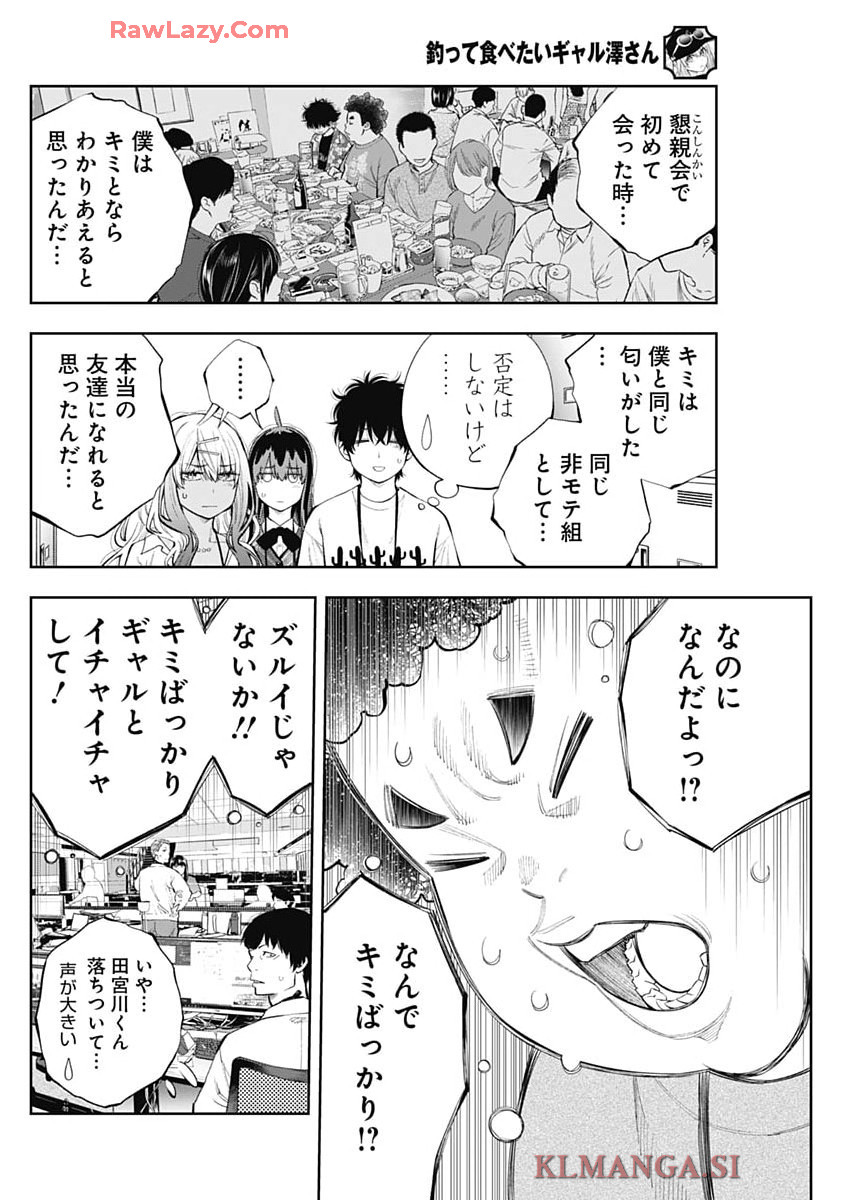 RawLazy.Com
釣って食べたいギャル澤さん
懇親会で
こんしんかい
初めて
会った時…
僕は
キミとなら
わかりあえると
思ったんだ…
キミは
僕と同じ
匂いがした
…
同じ
非モテ組
として…
否定は
しないけど
……
……
本当の
友達になれると
思ったんだ…
なのに
なんだよっ!?
なんで
キミばっかり!?
ズルイじゃ
ないか!!
キミばっかり
ギャルと
イチャイチャ
して!
いや…
田宮川くん
落ちついて…
声が大きい
KLMANGA.SI